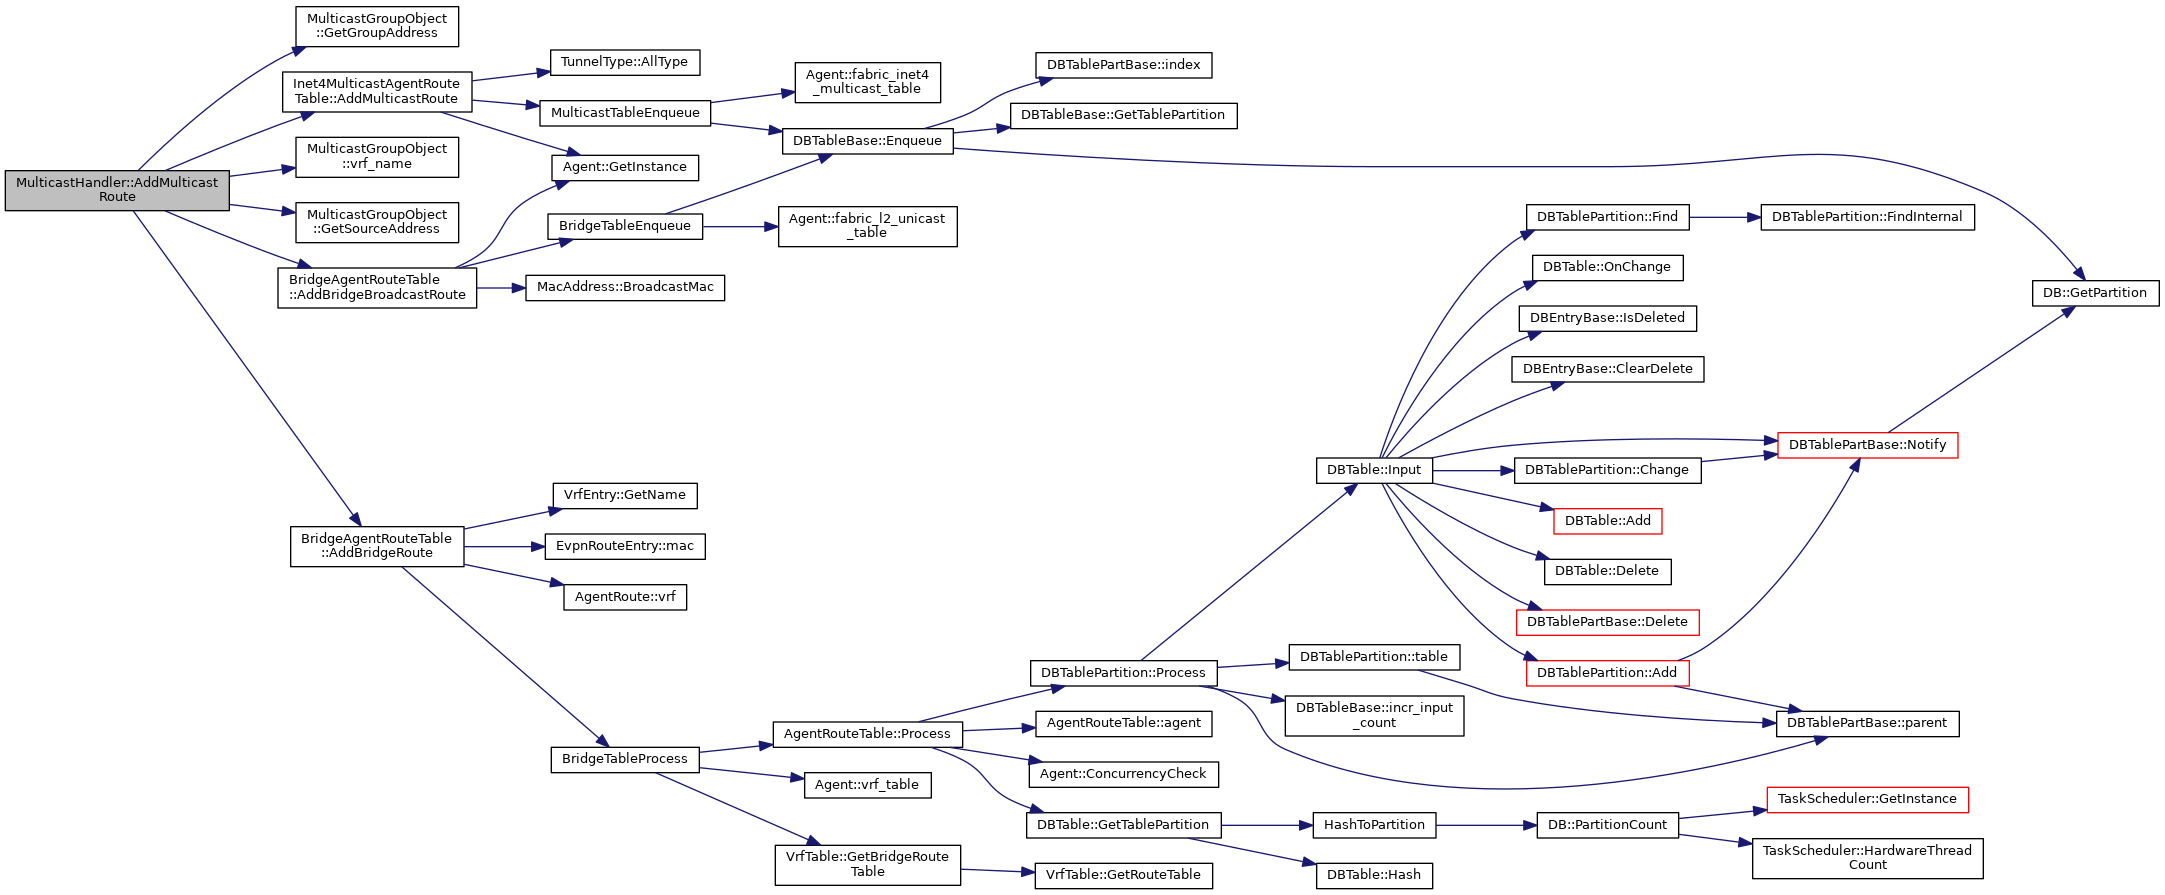 MulticastHandler::AddMulticast
Route
MulticastGroupObject
::GetGroupAddress
Inet4MulticastAgentRoute
Table::AddMulticastRoute
MulticastGroupObject
::vrf_name
MulticastGroupObject
::GetSourceAddress
BridgeAgentRouteTable
::AddBridgeBroadcastRoute
BridgeAgentRouteTable
::AddBridgeRoute
TunnelType::AllType
MulticastTableEnqueue
Agent::GetInstance
BridgeTableEnqueue
MacAddress::BroadcastMac
VrfEntry::GetName
EvpnRouteEntry::mac
AgentRoute::vrf
BridgeTableProcess
Agent::fabric_inet4
_multicast_table
DBTableBase::Enqueue
Agent::fabric_l2_unicast
_table
AgentRouteTable::Process
Agent::vrf_table
VrfTable::GetBridgeRoute
Table
DBTablePartBase::index
DBTableBase::GetTablePartition
DBTablePartition::Process
AgentRouteTable::agent
Agent::ConcurrencyCheck
DBTable::GetTablePartition
VrfTable::GetRouteTable
DBTable::Input
DBTablePartition::table
DBTableBase::incr_input
_count
HashToPartition
DBTable::Hash
DBTablePartition::Find
DBTable::OnChange
DBEntryBase::IsDeleted
DBEntryBase::ClearDelete
DBTablePartition::Change
DBTable::Add
DBTable::Delete
DBTablePartBase::Delete
DBTablePartition::Add
DB::PartitionCount
DBTablePartition::FindInternal
DBTablePartBase::Notify
DBTablePartBase::parent
TaskScheduler::GetInstance
TaskScheduler::HardwareThread
Count
DB::GetPartition